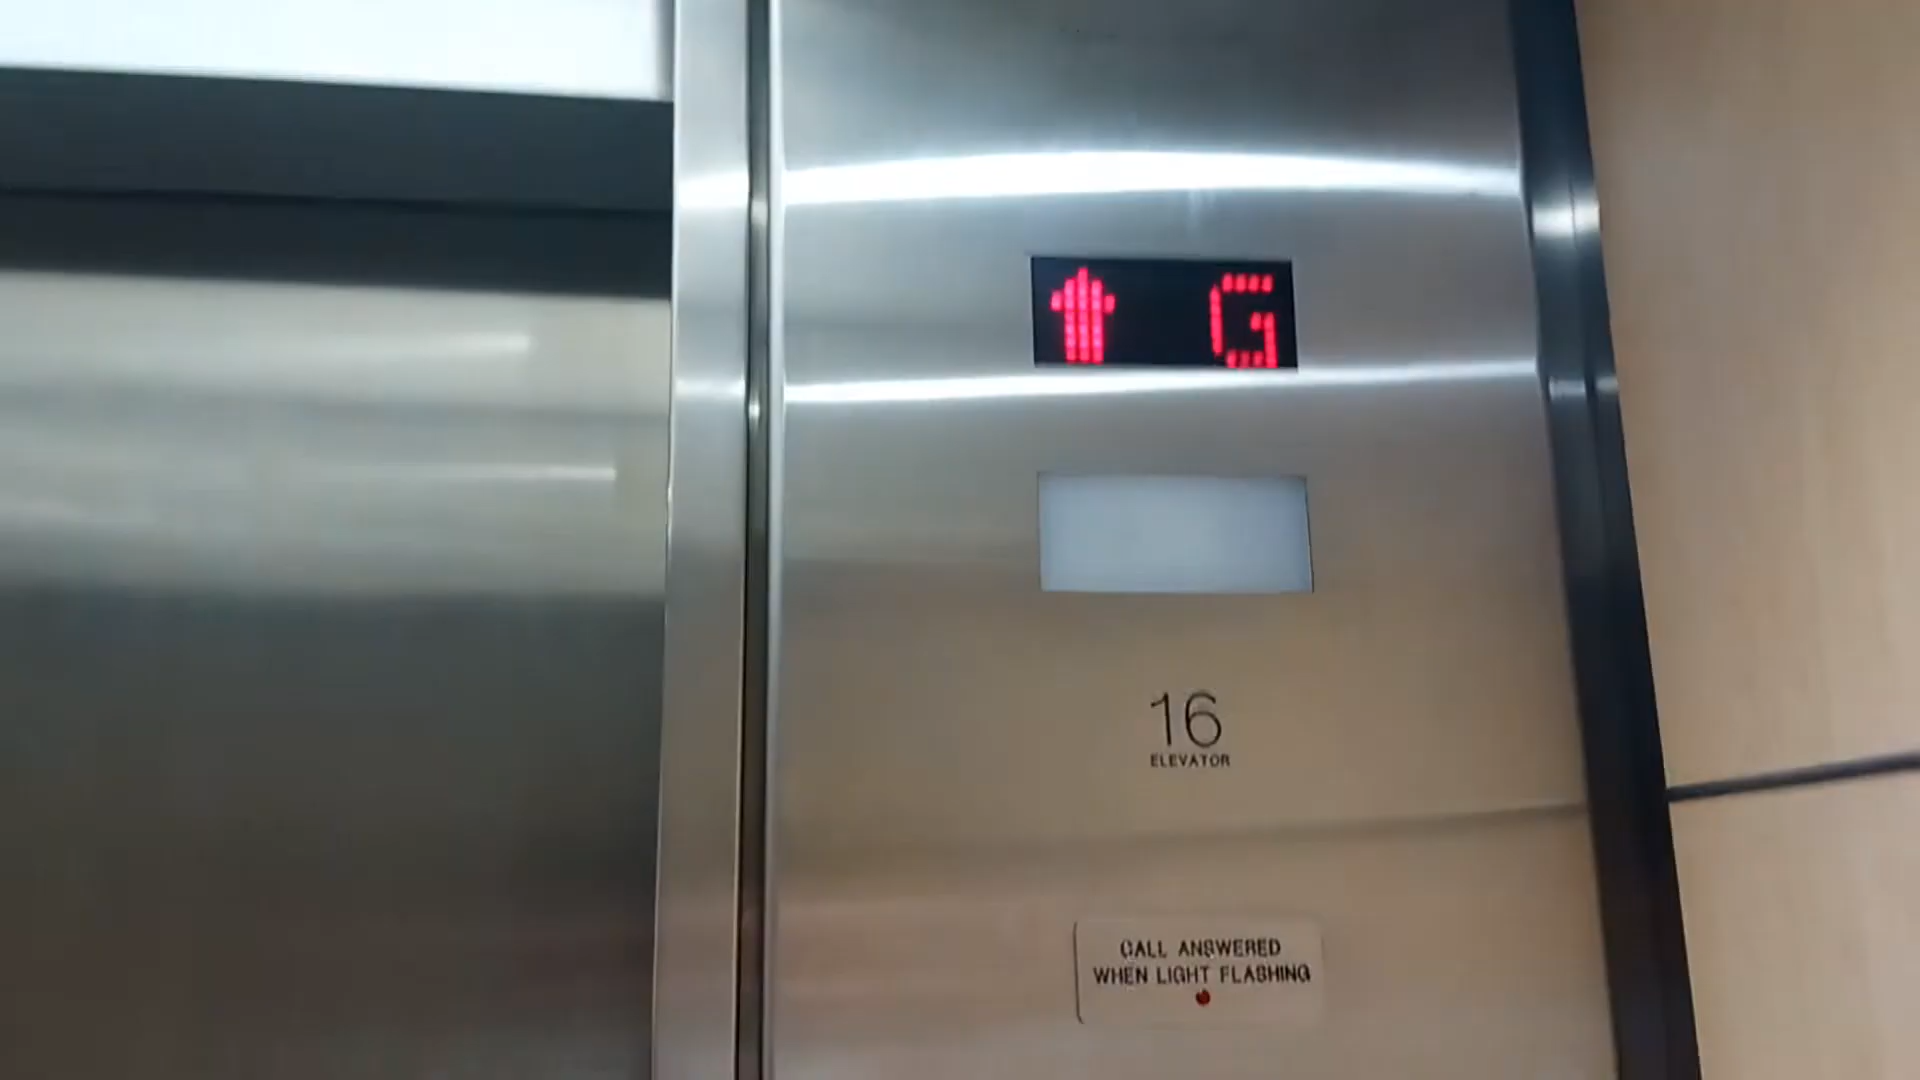 G
16
ELEVATOR
CALL ANSWERED
WHEN LIGHT FLASHING